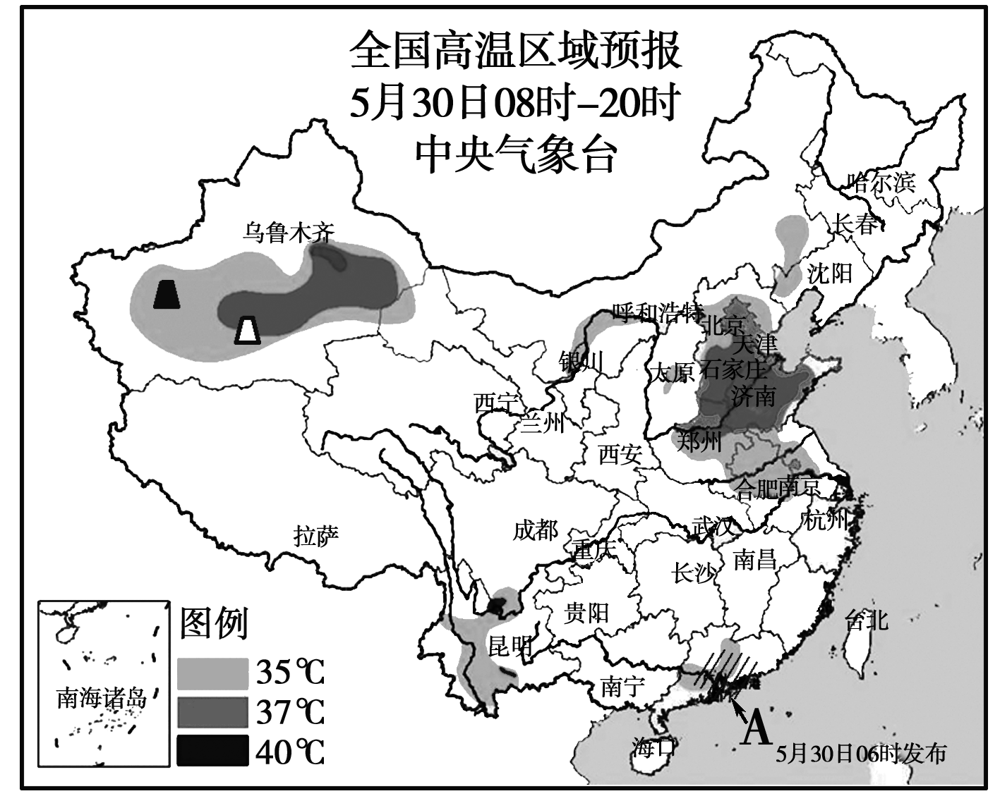 全国高温区域预报
5月30日08时-20时
中央气象台
哈尔滨
长春
乌鲁木齐
沈阳
呼和浩特
北京
天津
银川
太原
石家庄
济南
西宁
兰州
郑州
西安
合肥
南京
拉萨
成都
武汉
杭州
重庆
南昌
长沙
贵阳
台北
昆明
南宁
海口
A
图例
35℃
37℃
40℃
南海诸岛
5月30日06时发布